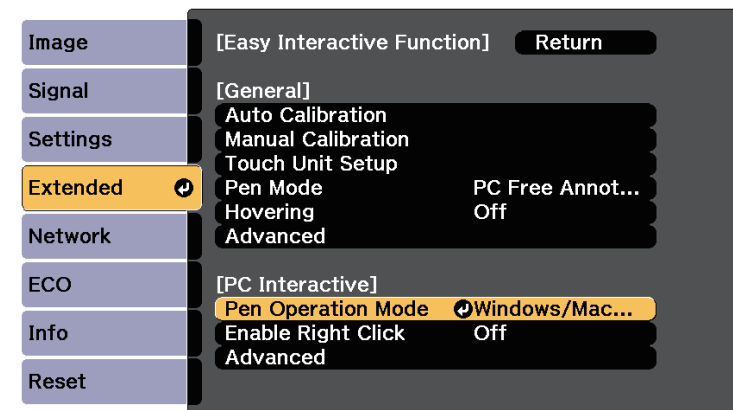 Image
Signal
Settings
Extended
Network
ECO
Info
Reset
[Easy Interactive Function] Return
[General]
Auto Calibration
Manual Calibration
Touch Unit Setup
Pen Mode PC Free Annot...
Hovering Off
Advanced
[PC Interactive]
Pen Operation Mode Windows/Mac...
Enable Right Click Off
Advanced